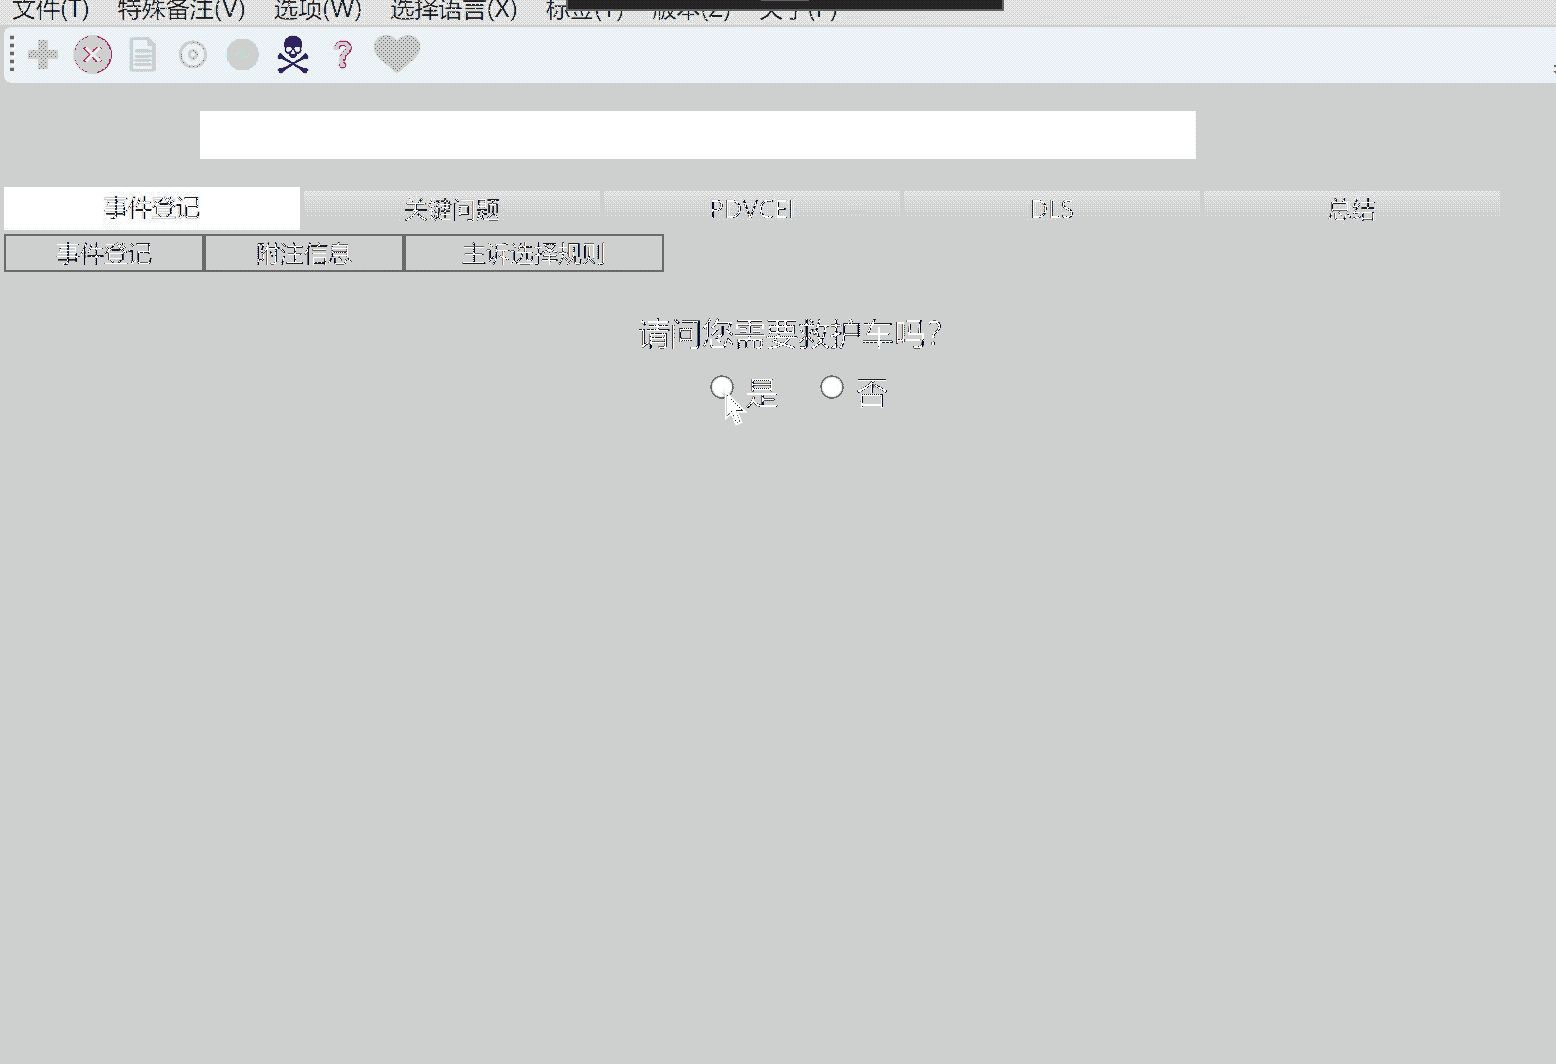 文件(T) 特殊备注(V) 选项(W) 选择语言(X) 标签(Y) 版本(Z) 关于(P)
事件登记 关键问题 PDVCEI DLS 总结
事件登记 附注信息 主诉选择规则
请问您需要救护车吗?
是 否